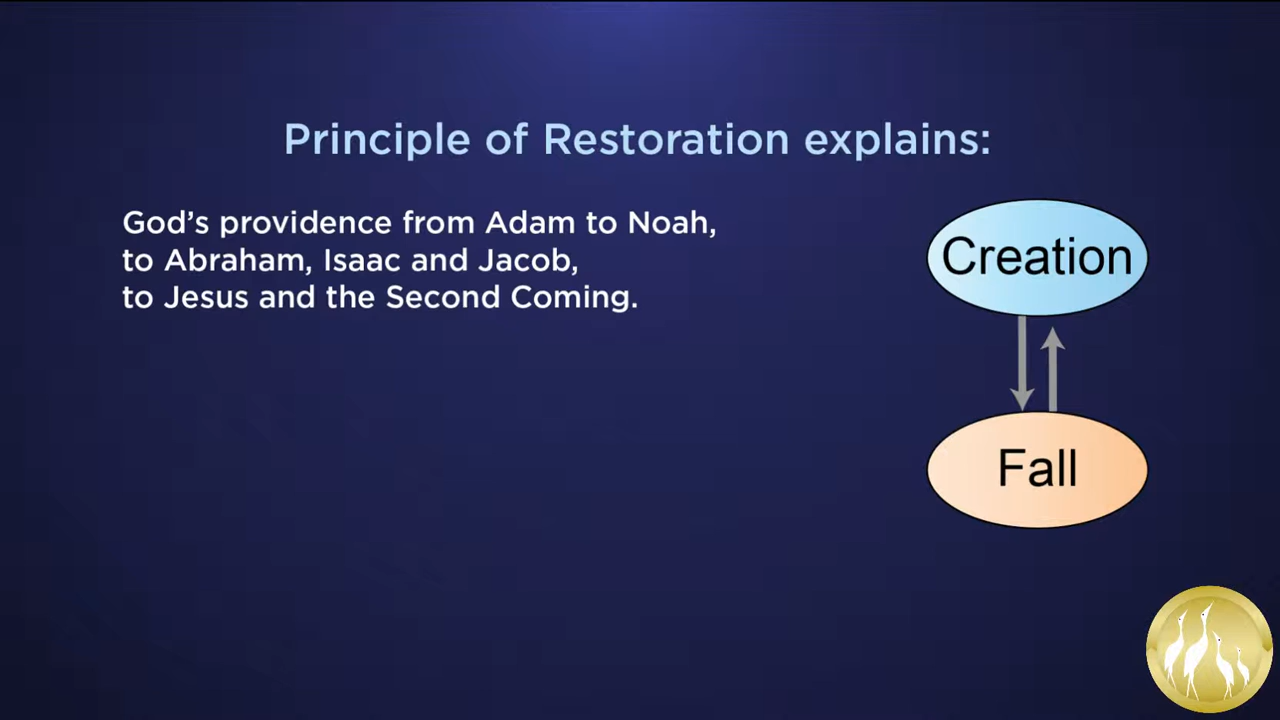 Principle of Restoration explains:
God's providence from Adam to Noah,
to Abraham, Isaac and Jacob,
to Jesus and the Second Coming.
Creation
Fall